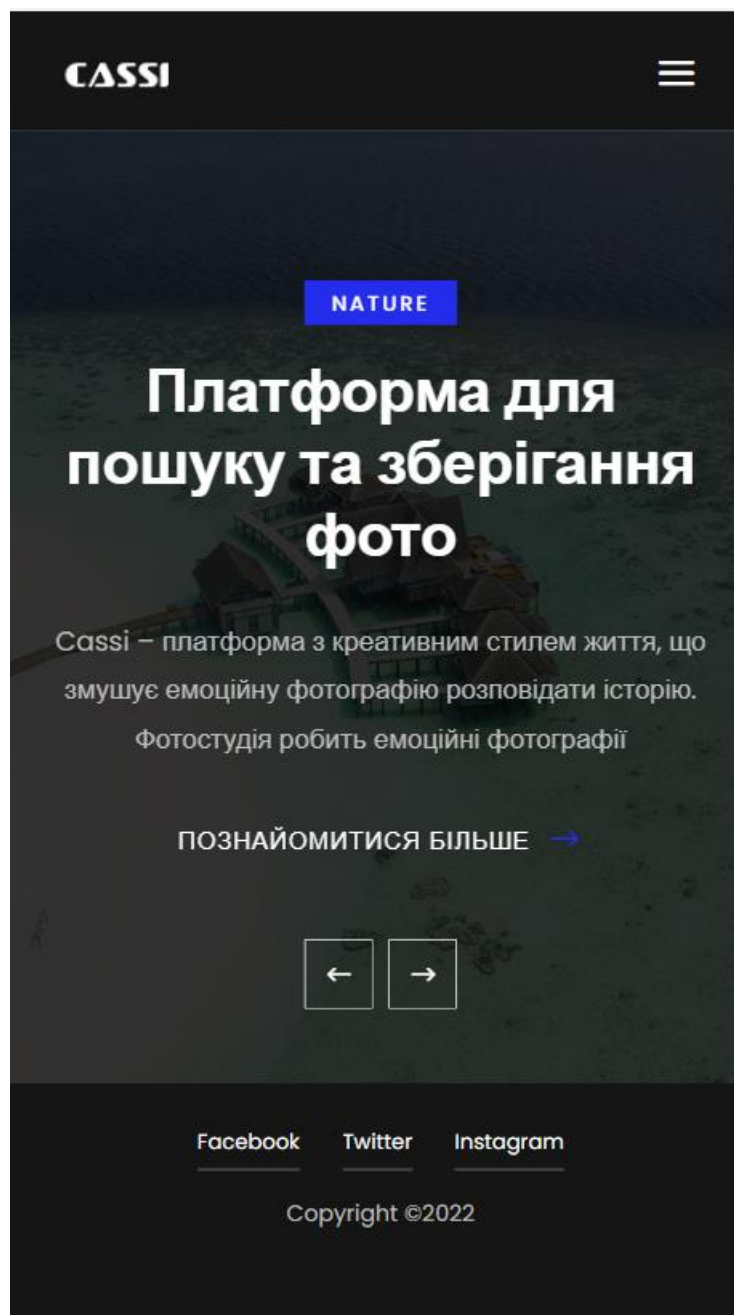 CASSI
NATURE
Платформа для
пошуку та зберігання
фото
Cassi – платформа з креативним стилем життя, що
змушує емоційну фотографію розповідати історію.
Фотостудія робить емоційні фотографії
ПОЗНАЙОМИТИСЯ БІЛЬШЕ →
← →
Facebook Twitter Instagram
Copyright ©2022